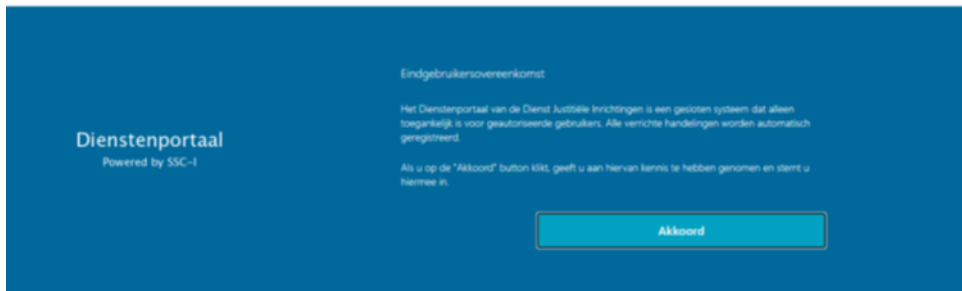 Dienstenportaal
Powered by SSC-I
Eindgebruikersovereenkomst
Het Dienstenportaal van de Dienst Justitiële Inrichtingen is een gesloten systeem dat alleen
toegankelijk is voor geautoriseerde gebruikers. Alle verrichte handelingen worden automatisch
geregistreerd.
Als u op de "Akkoord" button klikt, geeft u aan hiervan kennis te hebben genomen en stemt u
hiermee in.
Akkoord